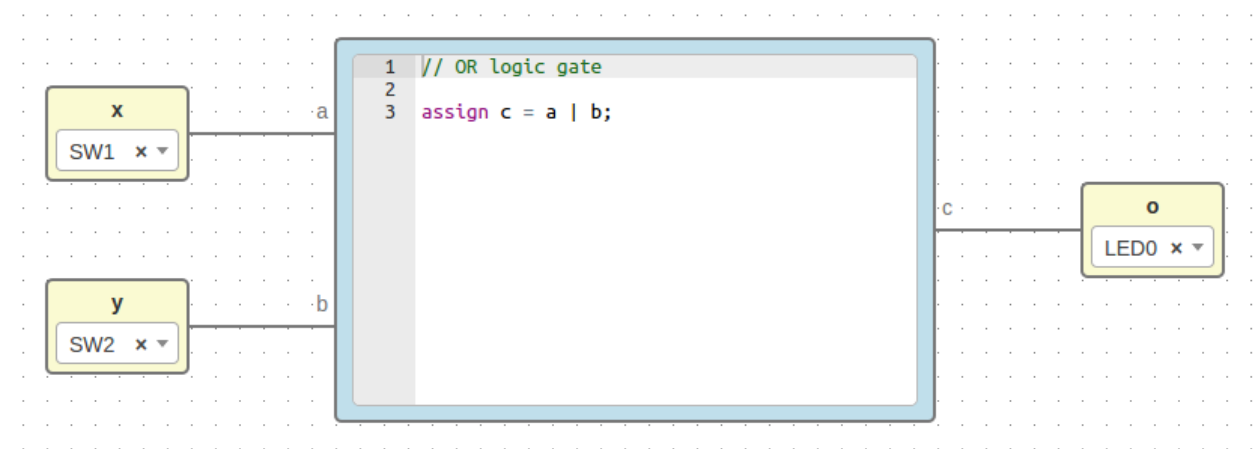 x
SW1 × ▾
a
y
SW2 × ▾
b
1 // OR logic gate
2
3 assign c = a | b;
c
o
LED0 × ▾